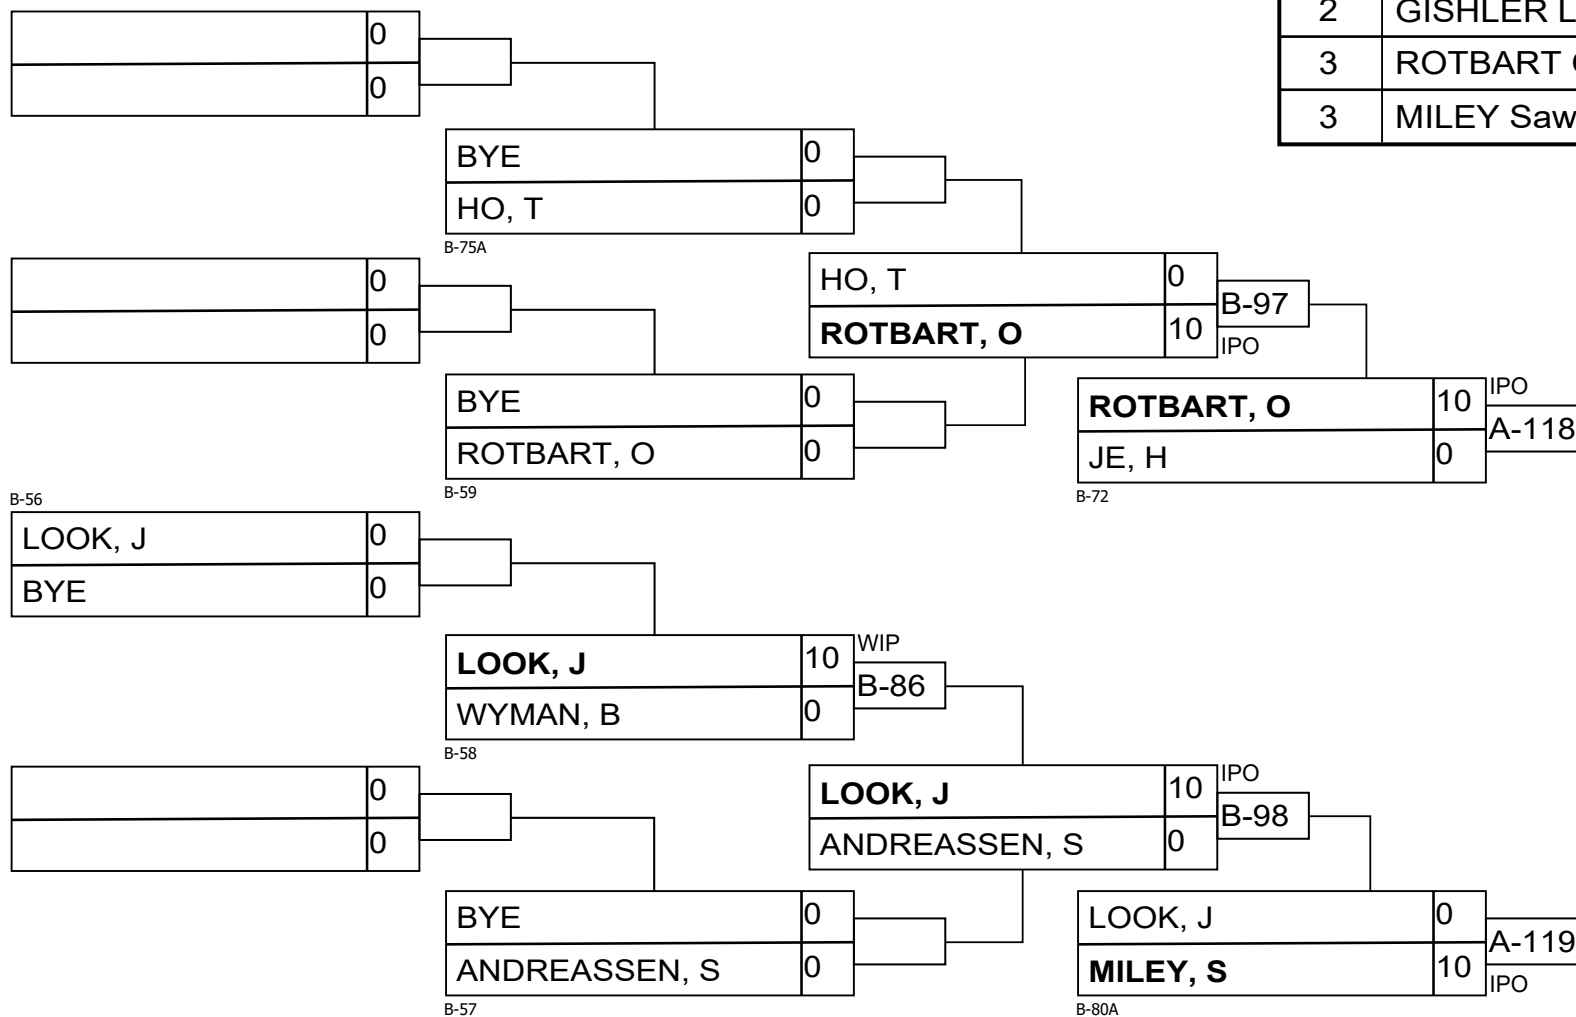 0
0
2 GISHLER L
3 ROTBART
3 MILEY Saw
BYE 0
HO, T 0
B-75A
0
0
HO, T 0
ROTBART, O 10
B-97
IPO
BYE 0
ROTBART, O 0
B-59
ROTBART, O 10 IPO
JE, H 0
A-118
B-72
B-56
LOOK, J 0
BYE 0
LOOK, J 10 WIP
WYMAN, B 0
B-86
B-58
0
0
LOOK, J 10 IPO
ANDREASSEN, S 0
B-98
BYE 0
ANDREASSEN, S 0
B-57
LOOK, J 0
MILEY, S 10
A-119
IPO
B-80A